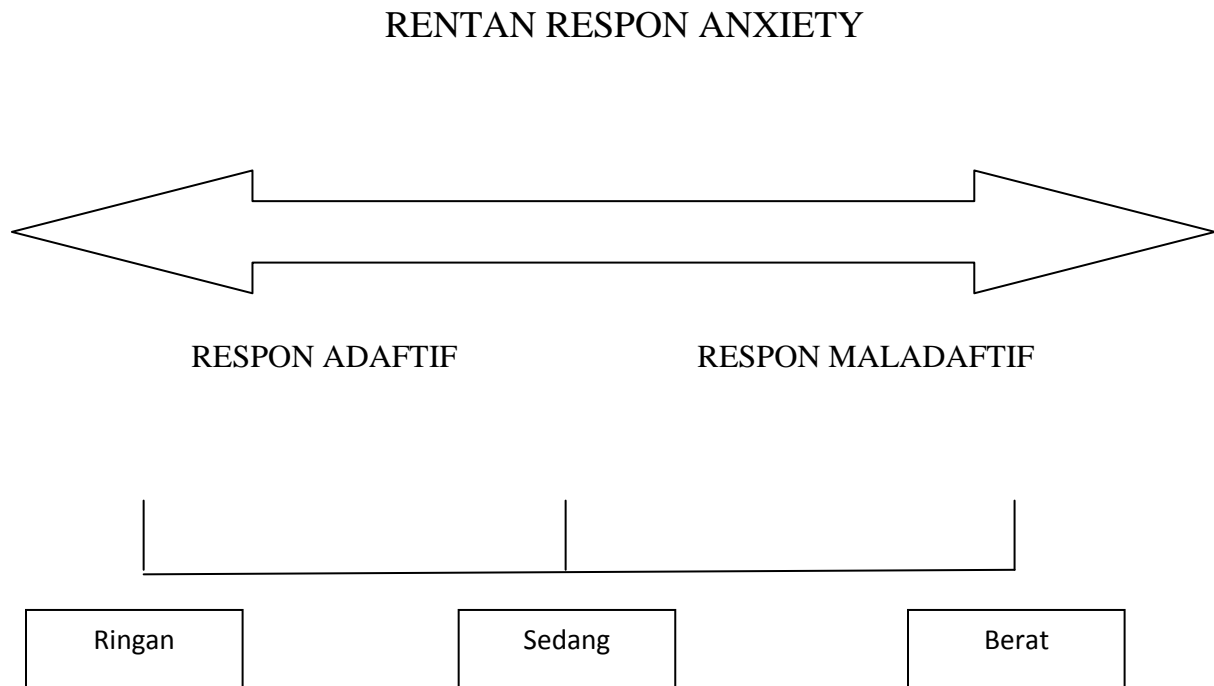 RENTAN RESPON ANXIETY
RESPON ADAFTIF RESPON MALADAFTIF
Ringan Sedang Berat